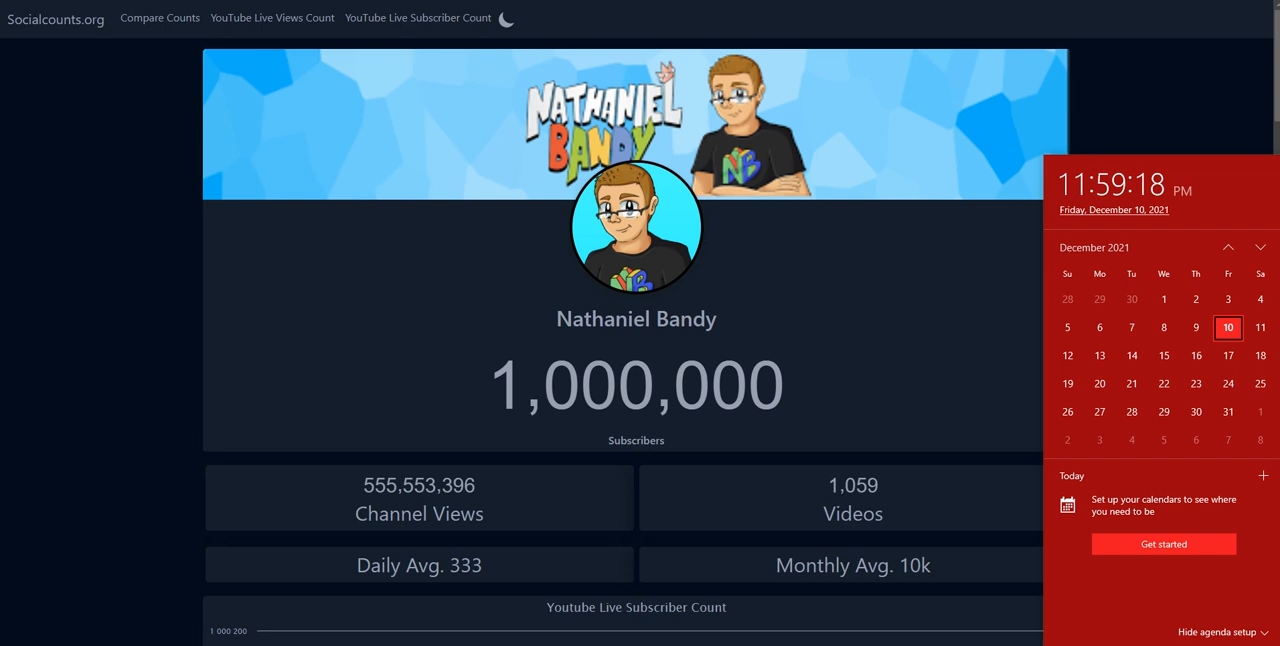 Socialcounts.org
Compare Counts
YouTube Live Views Count
YouTube Live Subscriber Count
NATHANIEL
BANDY
NB
NB
Nathaniel Bandy
1,000,000
Subscribers
555,553,396
Channel Views
1,059
Videos
Daily Avg. 333
Monthly Avg. 10k
Youtube Live Subscriber Count
1 000 200
11:59:18 PM
Friday, December 10, 2021
December 2021
Su Mo Tu We Th Fr Sa
28 29 30 1 2 3 4
5 6 7 8 9 10 11
12 13 14 15 16 17 18
19 20 21 22 23 24 25
26 27 28 29 30 31 1
2 3 4 5 6 7 8
Today
Set up your calendars to see where
you need to be
Get started
Hide agenda setup